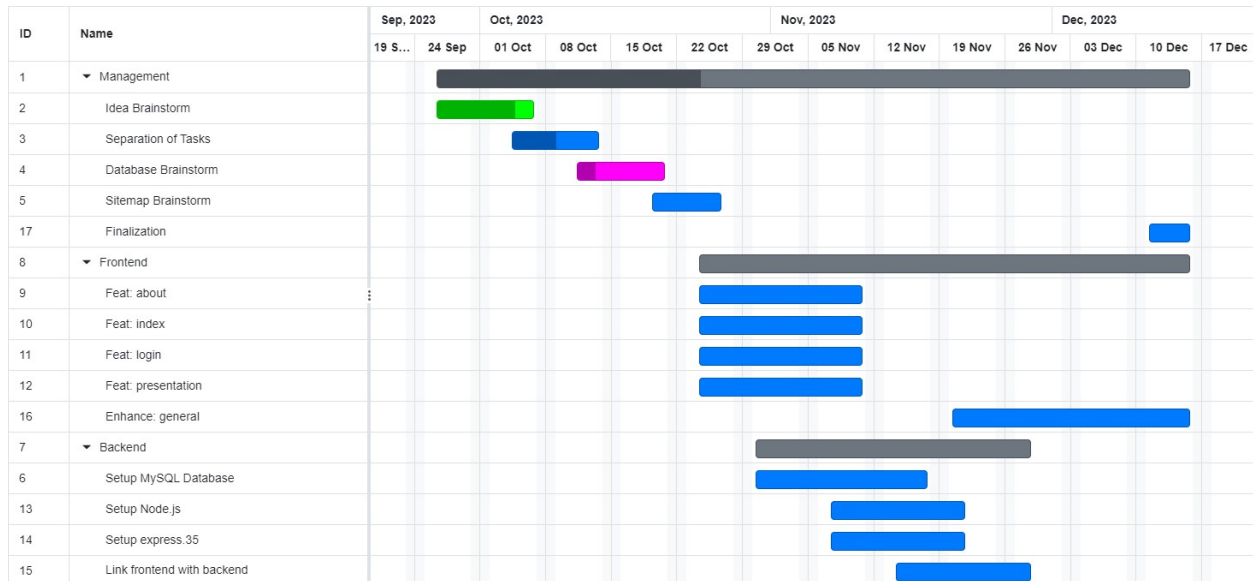 ID Name Sep, 2023 Oct, 2023 Nov, 2023 Dec, 2023
19 S... 24 Sep 01 Oct 08 Oct 15 Oct 22 Oct 29 Oct 05 Nov 12 Nov 19 Nov 26 Nov 03 Dec 10 Dec 17 Dec
1 Management
2 Idea Brainstorm
3 Separation of Tasks
4 Database Brainstorm
5 Sitemap Brainstorm
17 Finalization
8 Frontend
9 Feat: about
10 Feat: index
11 Feat: login
12 Feat: presentation
16 Enhance: general
7 Backend
6 Setup MySQL Database
13 Setup Node.js
14 Setup express.35
15 Link frontend with backend